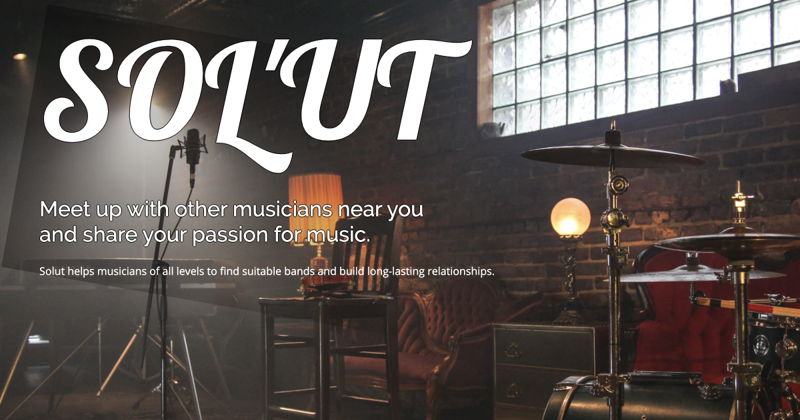 SOL'UT
Meet up with other musicians near you
and share your passion for music.
Solut helps musicians of all levels to find suitable bands and build long-lasting relationships.